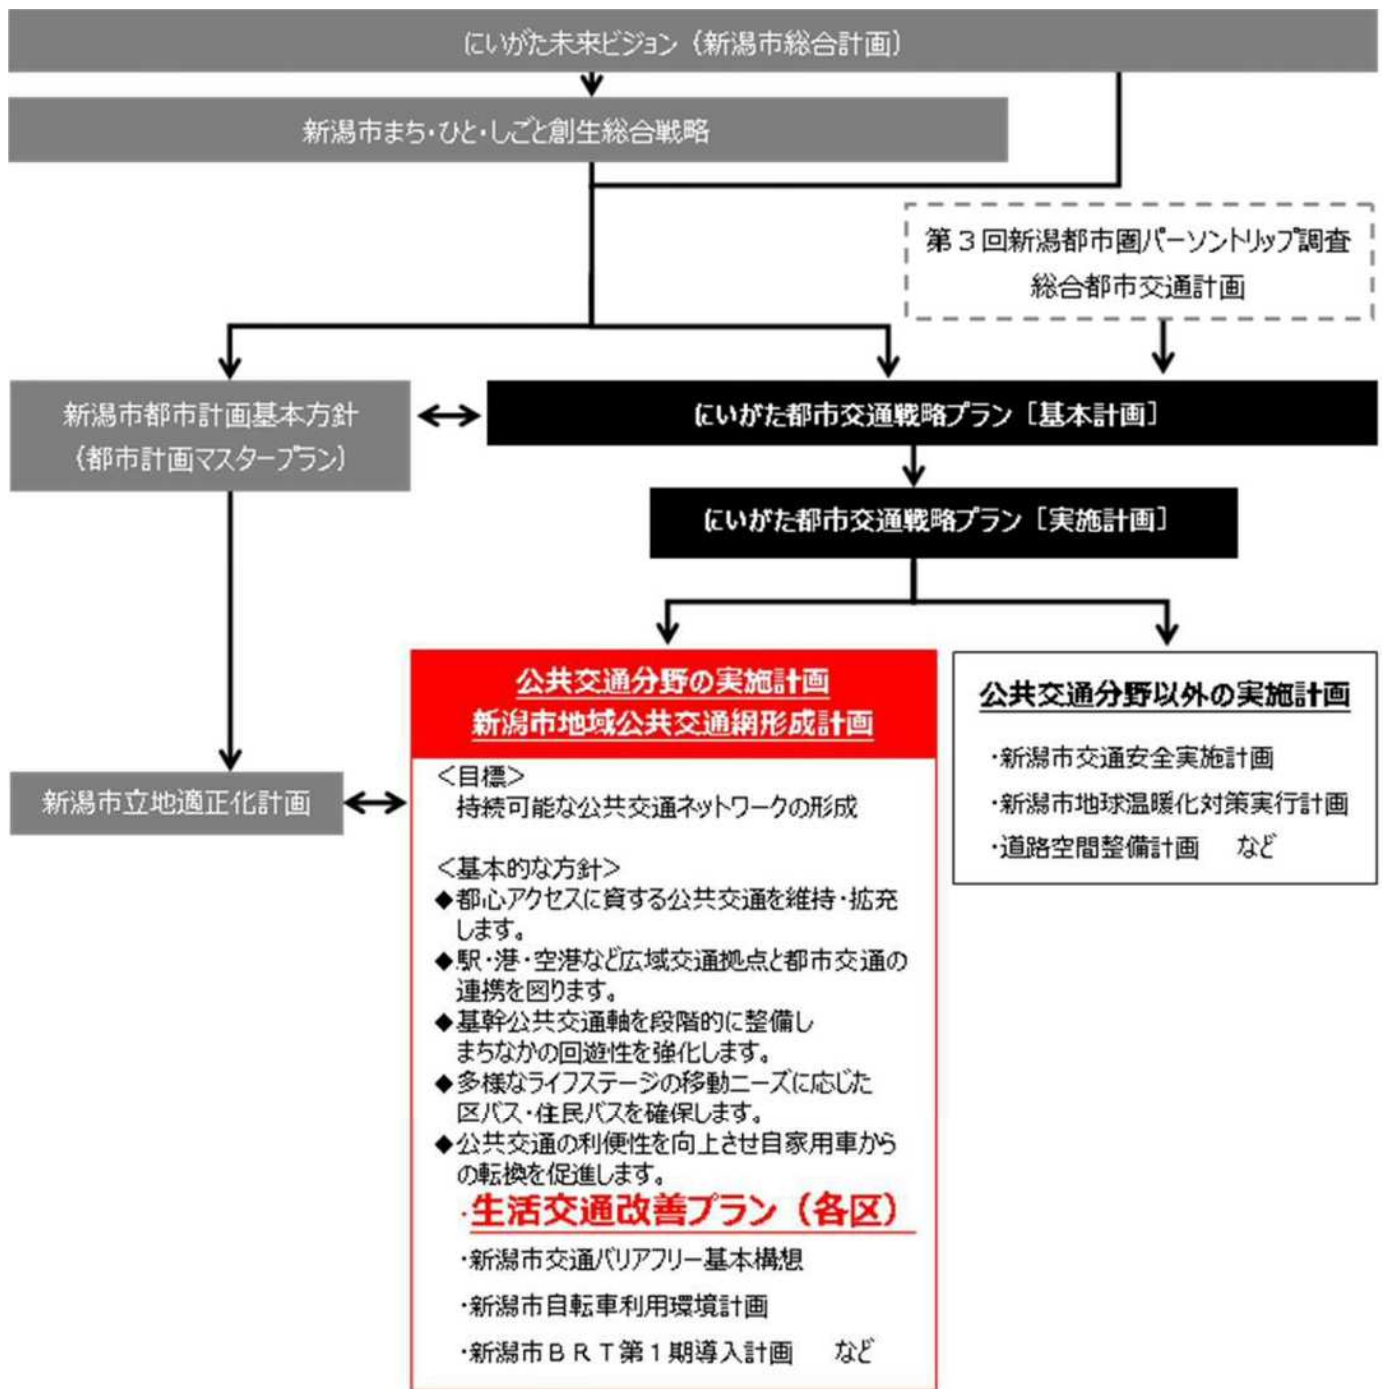 にいがた未来ビジョン（新潟市総合計画）
新潟市まち・ひと・しごと創生総合戦略
第３回新潟都市圏パーソントリップ調査
総合都市交通計画
新潟市都市計画基本方針
（都市計画マスタープラン）
にいがた都市交通戦略プラン［基本計画］
にいがた都市交通戦略プラン［実施計画］
公共交通分野の実施計画
新潟市地域公共交通網形成計画
＜目標＞
持続可能な公共交通ネットワークの形成
＜基本的な方針＞
◆都心アクセスに資する公共交通を維持・拡充
します。
◆駅・港・空港など広域交通拠点と都市交通の
連携を図ります。
◆基幹公共交通軸を段階的に整備し
まちなかの回遊性を強化します。
◆多様なライフステージの移動ニーズに応じた
区バス・住民バスを確保します。
◆公共交通の利便性を向上させ自家用車から
の転換を促進します。
・生活交通改善プラン（各区）
・新潟市交通バリアフリー基本構想
・新潟市自転車利用環境計画
・新潟市ＢＲＴ第１期導入計画　など
公共交通分野以外の実施計画
・新潟市交通安全実施計画
・新潟市地球温暖化対策実行計画
・道路空間整備計画　など
新潟市立地適正化計画